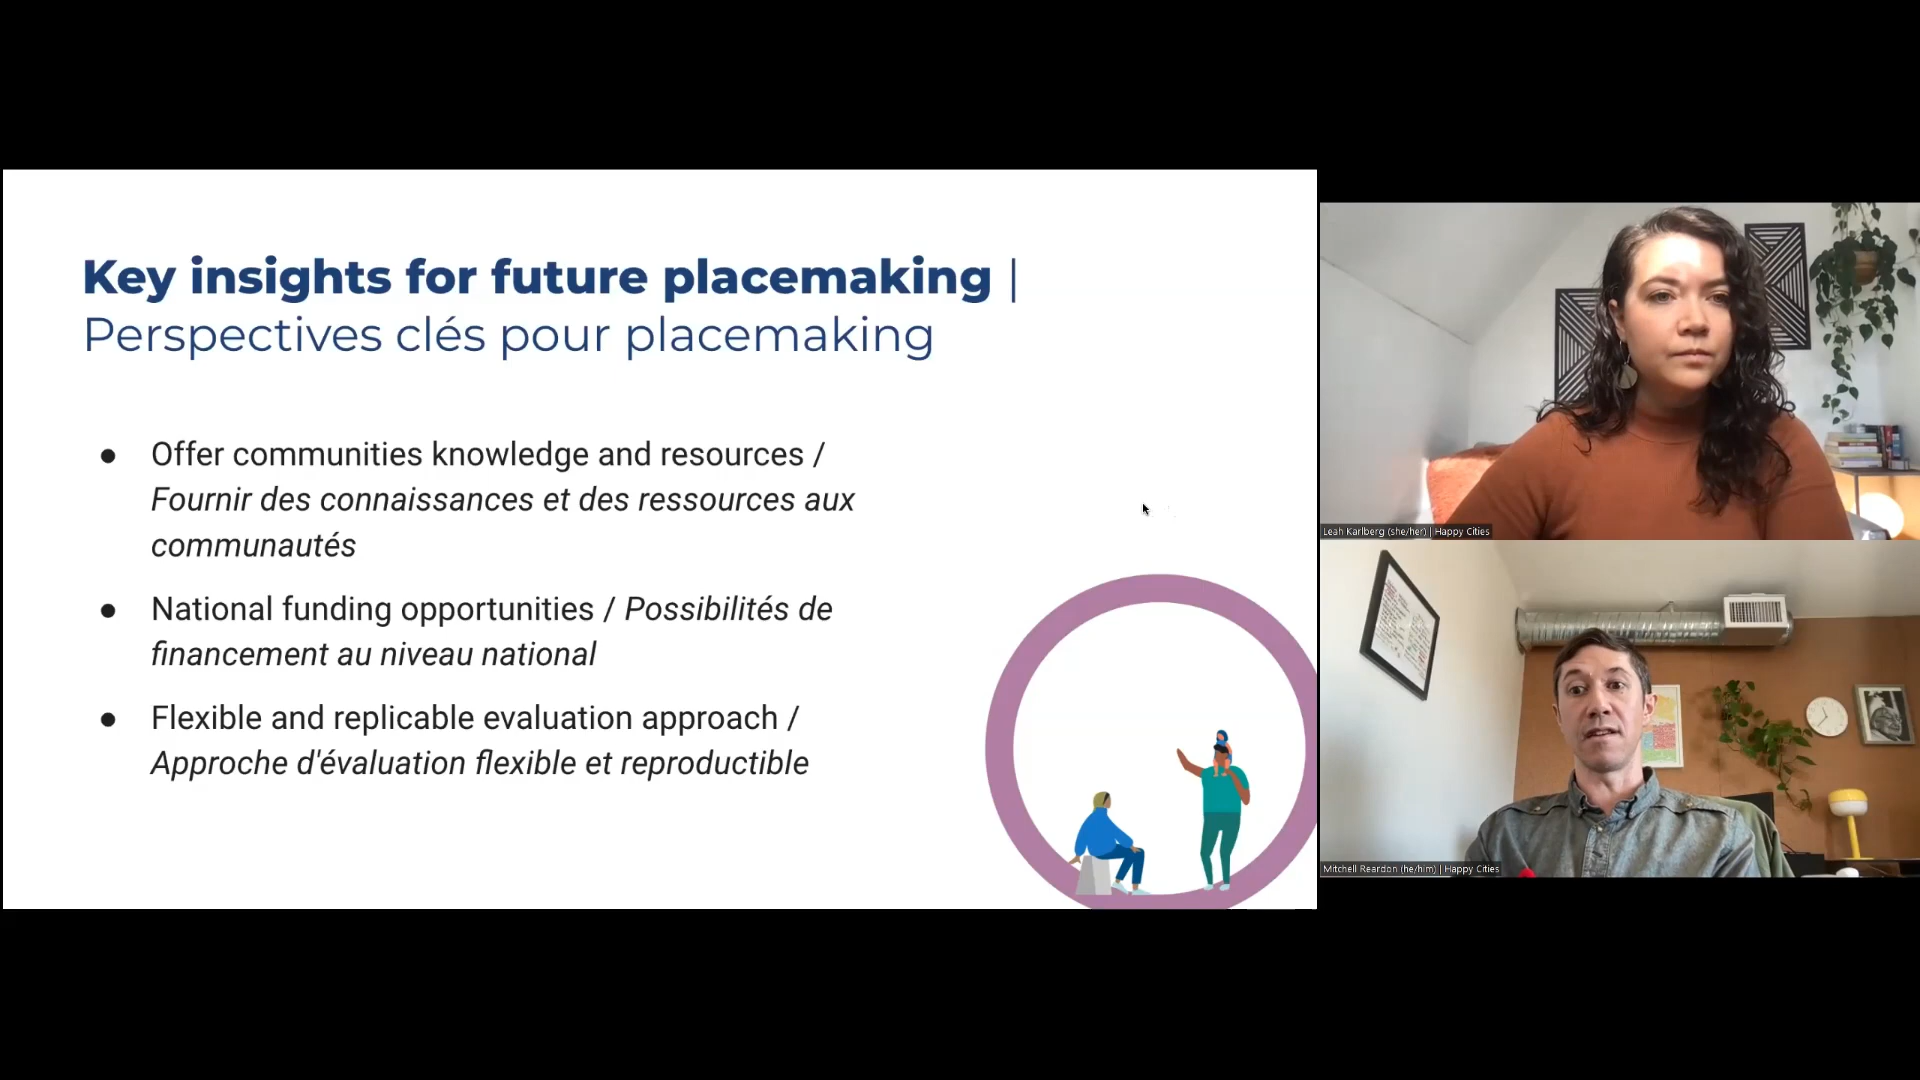 Key insights for future placemaking |
Perspectives clés pour placemaking
● Offer communities knowledge and resources /
Fournir des connaissances et des ressources aux
communautés
● National funding opportunities / Possibilités de
financement au niveau national
● Flexible and replicable evaluation approach /
Approche d'évaluation flexible et reproductible
Leah Karlberg (she/her) | Happy Cities
Mitchell Reardon (he/him) | Happy Cities